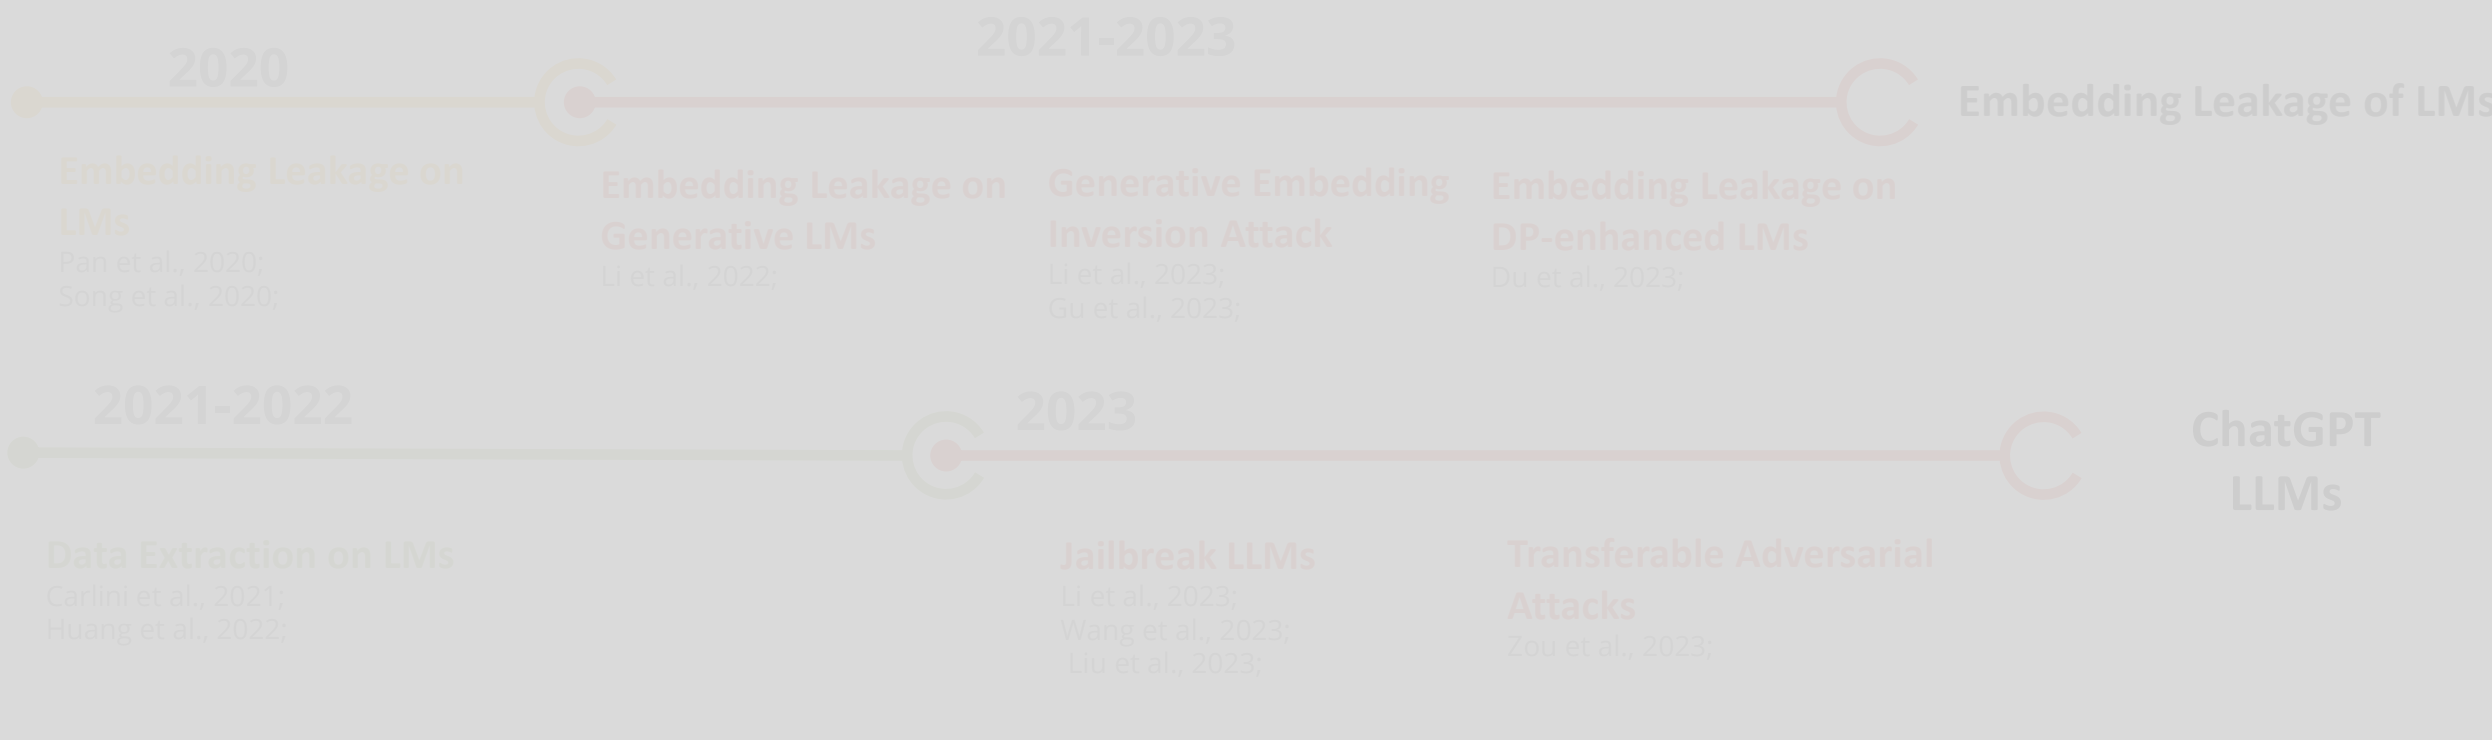 2020
2021-2023
Embedding Leakage of LMs
Embedding Leakage on
LMs
Pan et al., 2020;
Song et al., 2020;
Embedding Leakage on
Generative LMs
Li et al., 2022;
Generative Embedding
Inversion Attack
Li et al., 2023;
Gu et al., 2023;
Embedding Leakage on
DP-enhanced LMs
Du et al., 2023;
2021-2022
2023
ChatGPT
LLMs
Data Extraction on LMs
Carlini et al., 2021;
Huang et al., 2022;
Jailbreak LLMs
Li et al., 2023;
Wang et al., 2023;
Liu et al., 2023;
Transferable Adversarial
Attacks
Zou et al., 2023;